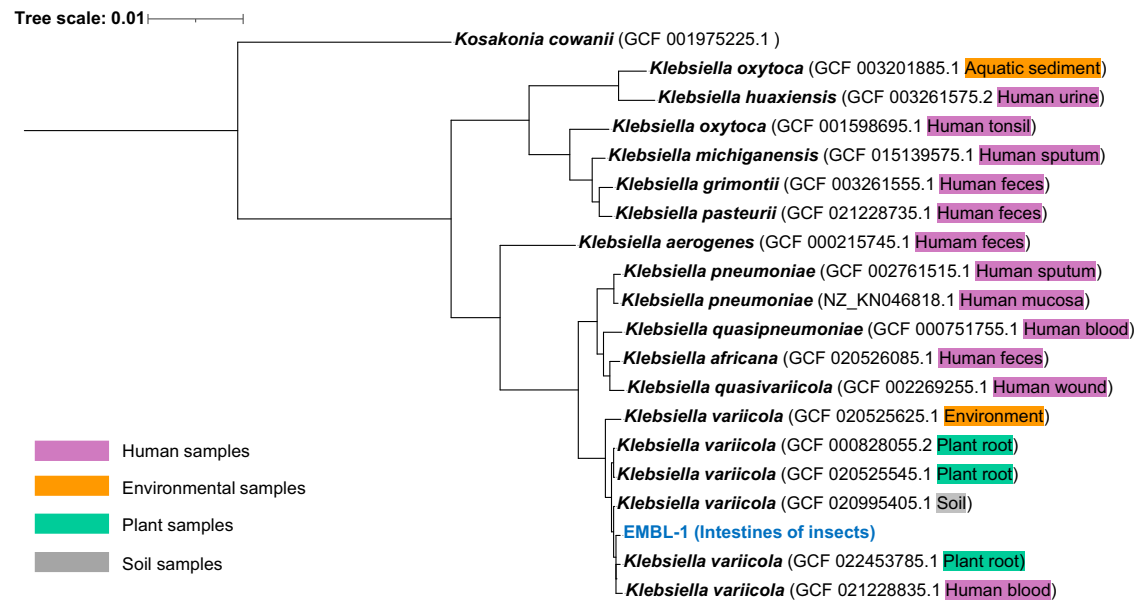 Tree scale: 0.01
Kosakonia cowanii (GCF 001975225.1 )
Klebsiella oxytoca (GCF 003201885.1 Aquatic sediment)
Klebsiella huaxiensis (GCF 003261575.2 Human urine)
Klebsiella oxytoca (GCF 001598695.1 Human tonsil)
Klebsiella michiganensis (GCF 015139575.1 Human sputum)
Klebsiella grimontii (GCF 003261555.1 Human feces)
Klebsiella pasteurii (GCF 021228735.1 Human feces)
Klebsiella aerogenes (GCF 000215745.1 Humam feces)
Klebsiella pneumoniae (GCF 002761515.1 Human sputum)
Klebsiella pneumoniae (NZ_KN046818.1 Human mucosa)
Klebsiella quasipneumoniae (GCF 000751755.1 Human blood)
Klebsiella africana (GCF 020526085.1 Human feces)
Klebsiella quasivariicola (GCF 002269255.1 Human wound)
Klebsiella variicola (GCF 020525625.1 Environment)
Klebsiella variicola (GCF 000828055.2 Plant root)
Klebsiella variicola (GCF 020525545.1 Plant root)
Klebsiella variicola (GCF 020995405.1 Soil)
EMBL-1 (Intestines of insects)
Klebsiella variicola (GCF 022453785.1 Plant root)
Klebsiella variicola (GCF 021228835.1 Human blood)
Human samples
Environmental samples
Plant samples
Soil samples